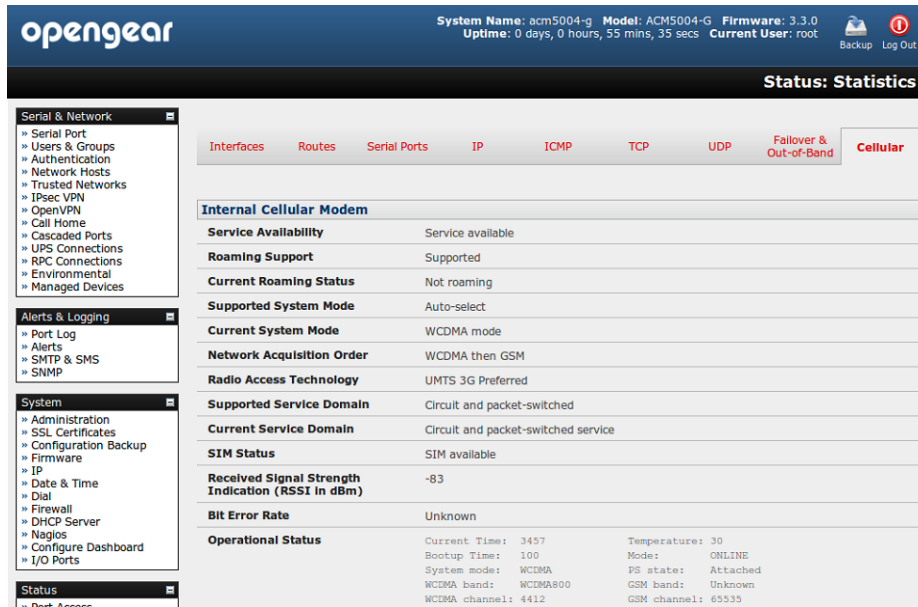 opengear
System Name: acm5004-g Model: ACM5004-G Firmware: 3.3.0
Uptime: 0 days, 0 hours, 55 mins, 35 secs Current User: root
Backup Log Out
Status: Statistics
Serial & Network
» Serial Port
» Users & Groups
» Authentication
» Network Hosts
» Trusted Networks
» IPsec VPN
» OpenVPN
» Call Home
» Cascaded Ports
» UPS Connections
» RPC Connections
» Environmental
» Managed Devices
Alerts & Logging
» Port Log
» Alerts
» SMTP & SMS
» SNMP
System
» Administration
» SSL Certificates
» Configuration Backup
» Firmware
» IP
» Date & Time
» Dial
» Firewall
» DHCP Server
» Nagios
» Configure Dashboard
» I/O Ports
Status
» Port Access
Interfaces Routes Serial Ports IP ICMP TCP UDP Failover & Out-of-Band Cellular
Internal Cellular Modem
Service Availability Service available
Roaming Support Supported
Current Roaming Status Not roaming
Supported System Mode Auto-select
Current System Mode WCDMA mode
Network Acquisition Order WCDMA then GSM
Radio Access Technology UMTS 3G Preferred
Supported Service Domain Circuit and packet-switched
Current Service Domain Circuit and packet-switched service
SIM Status SIM available
Received Signal Strength -83
Indication (RSSI in dBm)
Bit Error Rate Unknown
Operational Status Current Time: 3457 Temperature: 30
Bootup Time: 100 Mode: ONLINE
System mode: WCDMA PS state: Attached
WCDMA band: WCDMA800 GSM band: Unknown
WCDMA channel: 4412 GSM channel: 65535